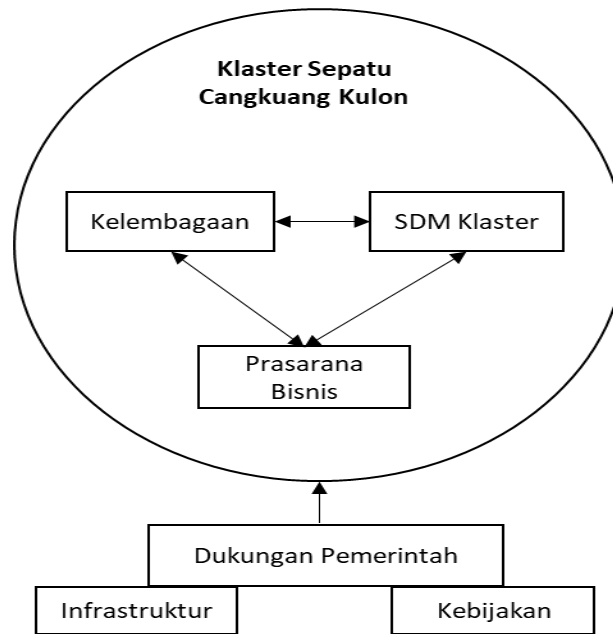 Klaster Sepatu
Cangkuang Kulon
Kelembagaan
SDM Klaster
Prasarana
Bisnis
Dukungan Pemerintah
Infrastruktur
Kebijakan